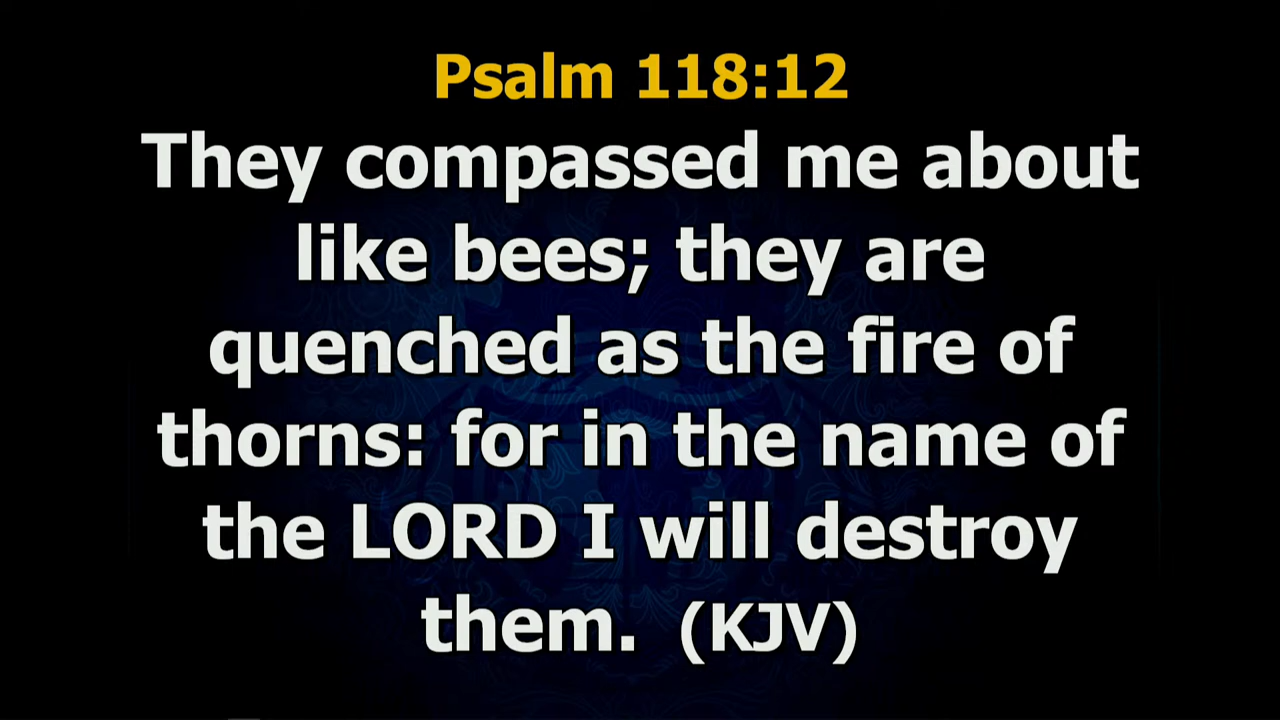 Psalm 118:12
They compassed me about
like bees; they are
quenched as the fire of
thorns: for in the name of
the LORD I will destroy
them. (KJV)